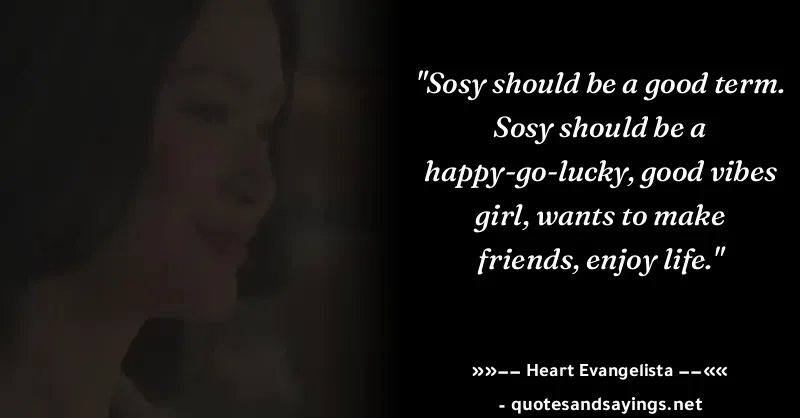 "Sosy should be a good term.
Sosy should be a
happy-go-lucky, good vibes
girl, wants to make
friends, enjoy life."
»»–– Heart Evangelista ––««
- quotesandsayings.net